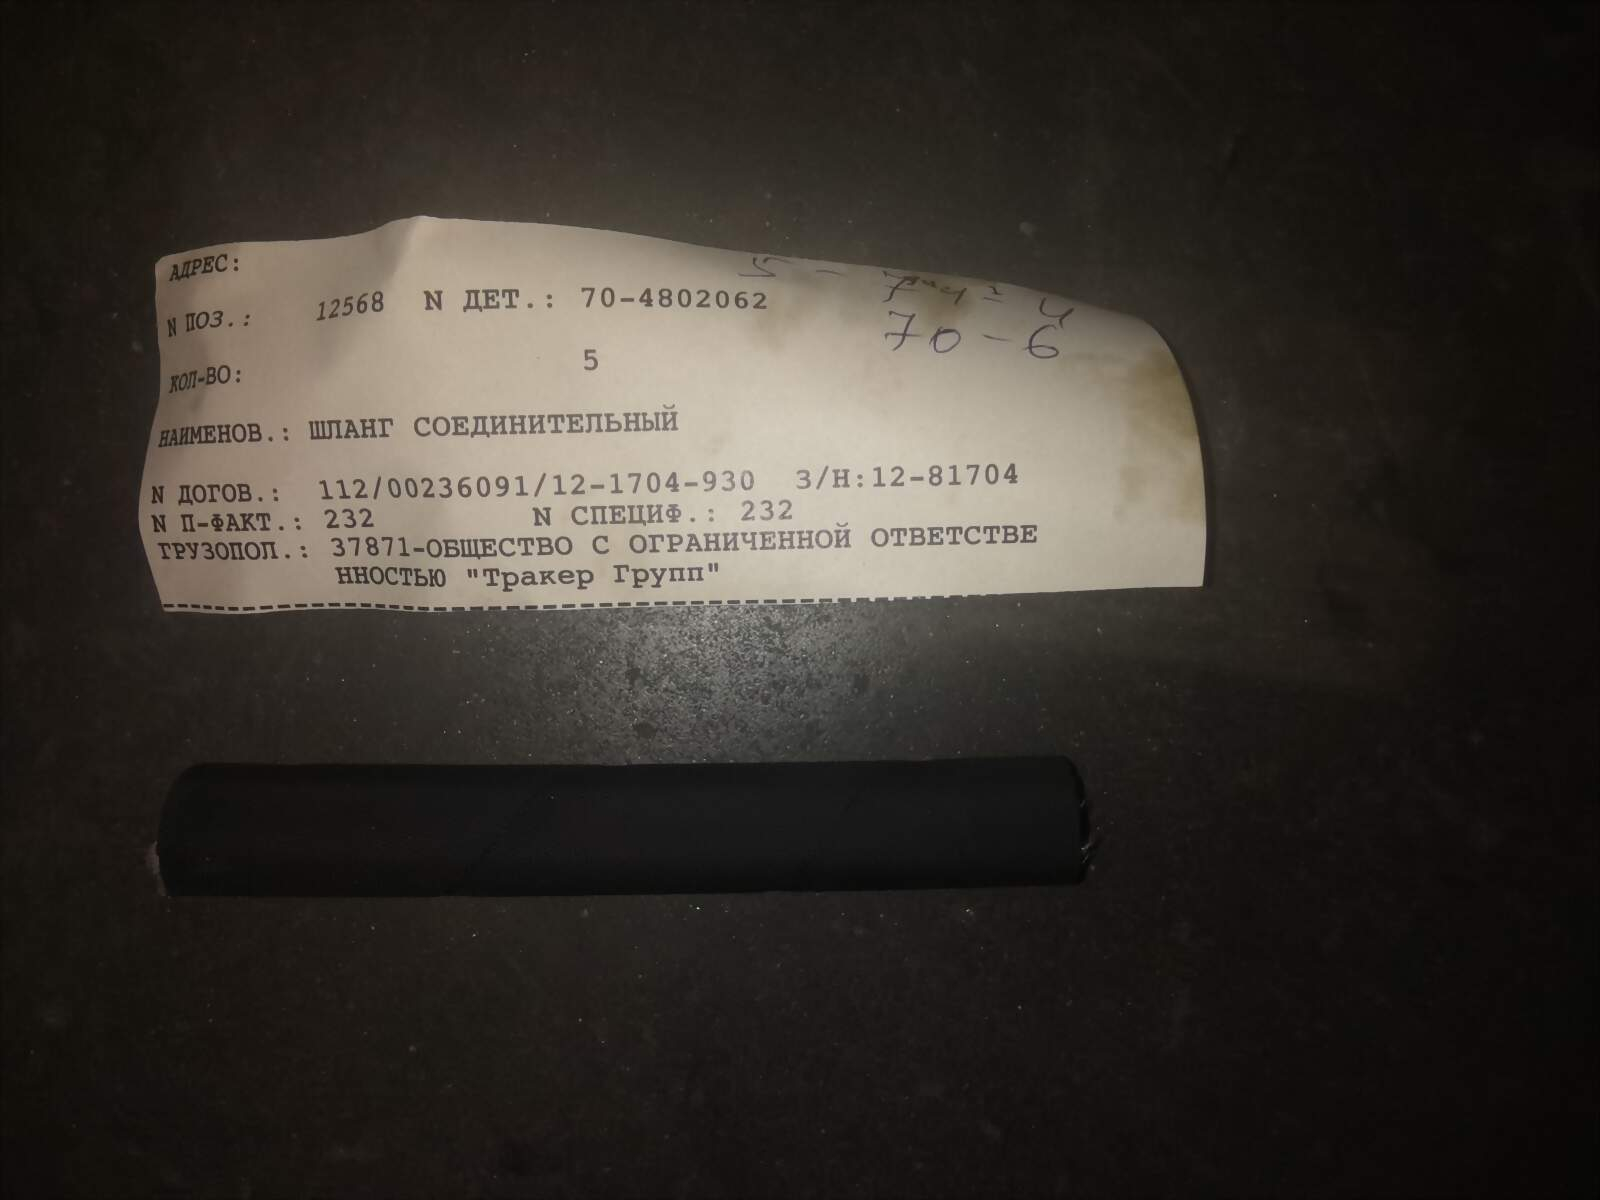 АДРЕС:
N ПОЗ.: 12568 N ДЕТ.: 70-4802062
70-6
КОЛ-ВО: 5
НАИМЕНОВ.: ШЛАНГ СОЕДИНИТЕЛЬНЫЙ
N ДОГОВ.: 112/00236091/12-1704-930 З/Н:12-81704
N П-ФАКТ.: 232 N СПЕЦИФ.: 232
ГРУЗОПОЛ.: 37871-ОБЩЕСТВО С ОГРАНИЧЕННОЙ ОТВЕТСТВЕ
ННОСТЬЮ "Тракер Групп"